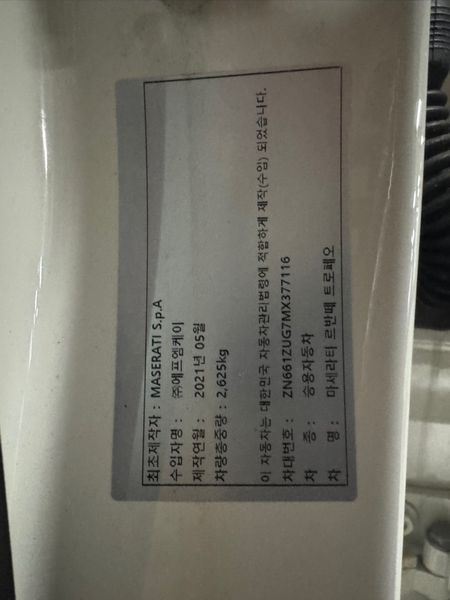 최초제작자 : MASERATI S.p.A
수입자명 : ㈜에프엠케이
제작연월 : 2021년 05월
차량총중량 : 2,625kg
이 자동차는 대한민국 자동차관리법령에 적합하게 제작(수입) 되었습니다.
차대번호 : ZN661ZUG7MX377116
차 종 : 승용자동차
차 명 : 마세라티 르반떼 트로페오